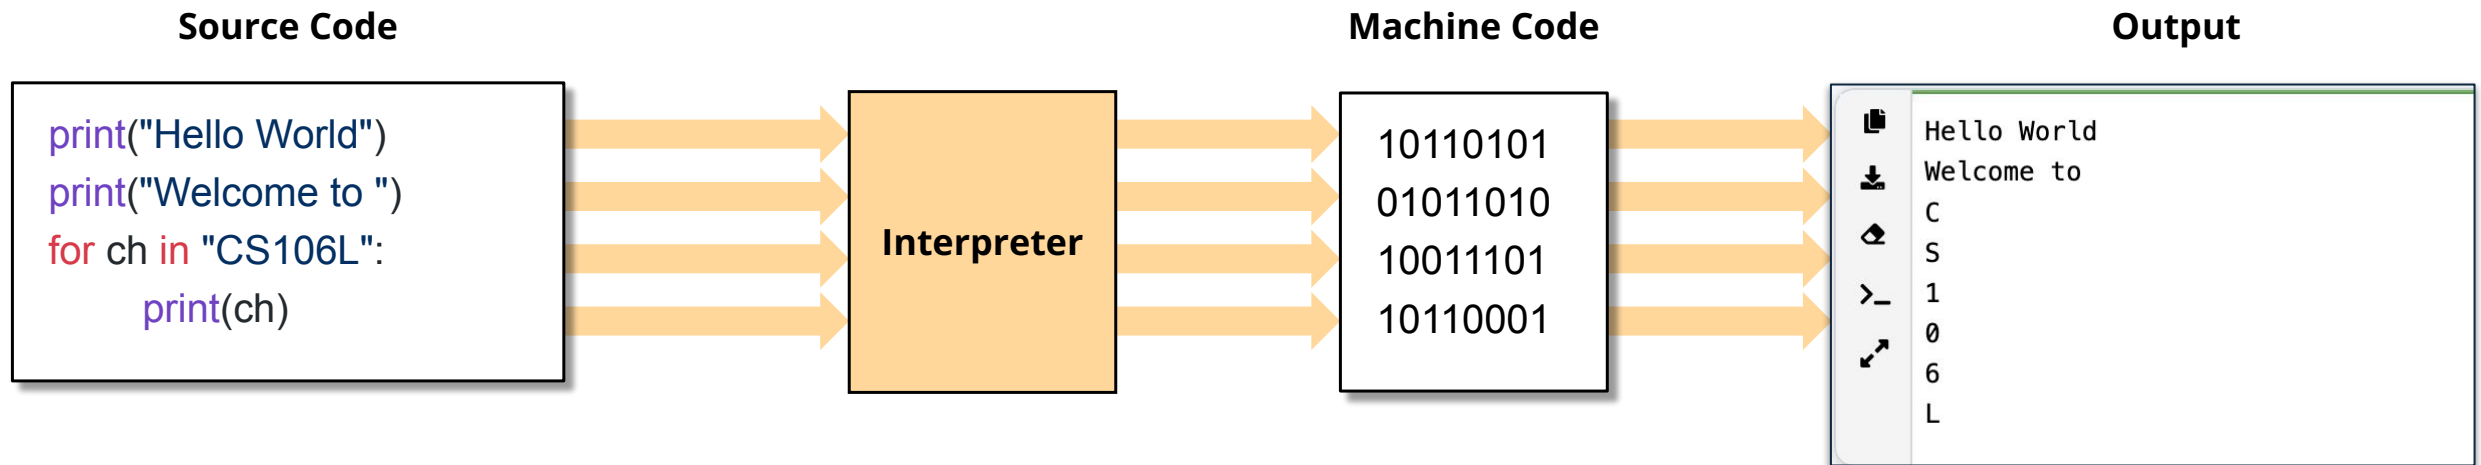 Source Code
print("Hello World")
print("Welcome to ")
for ch in "CS106L":
print(ch)
Interpreter
Machine Code
10110101
01011010
10011101
10110001
Output
Hello World
Welcome to
C
S
1
0
6
L